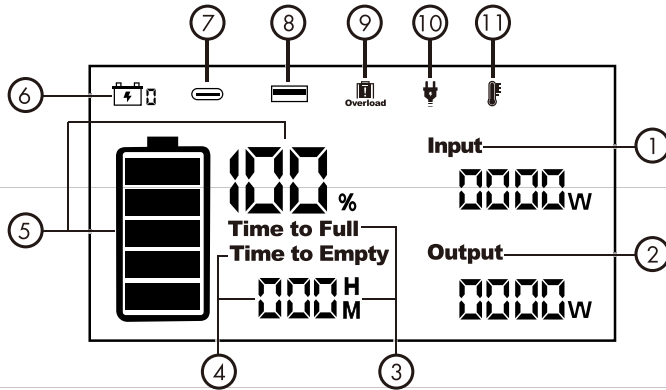 7
8
9
10
11
6
0
Overload
Input
1
100 %
0000 W
5
Time to Full
Time to Empty
Output
2
000 H M
0000 W
4
3